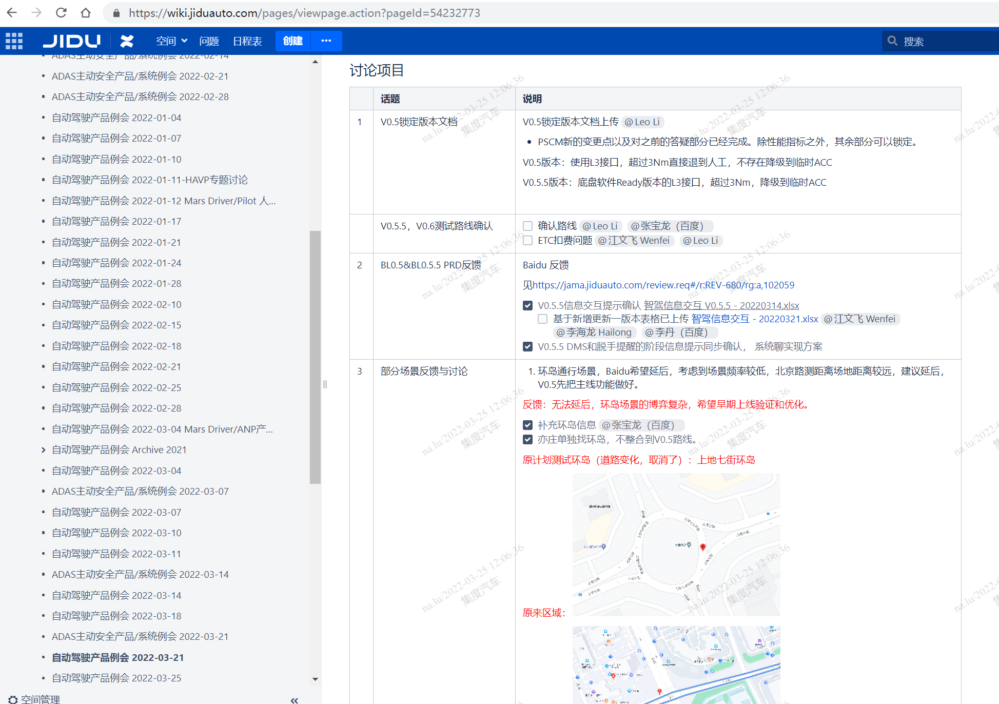 https://wiki.jiduauto.com/pages/viewpage.action?pageId=54232773
JIDU 空间 问题 日程表 创建 ··· 搜索
ADAS主动安全产品/系统例会 2022-02-14
ADAS主动安全产品/系统例会 2022-02-21
ADAS主动安全产品/系统例会 2022-02-28
自动驾驶产品例会 2022-01-04
自动驾驶产品例会 2022-01-07
自动驾驶产品例会 2022-01-10
自动驾驶产品例会 2022-01-11-HAVP专题讨论
自动驾驶产品例会 2022-01-12 Mars Driver/Pilot 人...
自动驾驶产品例会 2022-01-17
自动驾驶产品例会 2022-01-21
自动驾驶产品例会 2022-01-24
自动驾驶产品例会 2022-01-28
自动驾驶产品例会 2022-02-10
自动驾驶产品例会 2022-02-15
自动驾驶产品例会 2022-02-18
自动驾驶产品例会 2022-02-21
自动驾驶产品例会 2022-02-25
自动驾驶产品例会 2022-02-28
自动驾驶产品例会 2022-03-04 Mars Driver/ANP产...
自动驾驶产品例会 Archive 2021
自动驾驶产品例会 2022-03-04
ADAS主动安全产品/系统例会 2022-03-07
自动驾驶产品例会 2022-03-07
自动驾驶产品例会 2022-03-10
自动驾驶产品例会 2022-03-11
ADAS主动安全产品/系统例会 2022-03-14
自动驾驶产品例会 2022-03-14
自动驾驶产品例会 2022-03-18
ADAS主动安全产品/系统例会 2022-03-21
自动驾驶产品例会 2022-03-21
自动驾驶产品例会 2022-03-25
空间管理
讨论项目
话题 说明
1 V0.5锁定版本文档 V0.5锁定版本文档上传 @Leo Li
PSCM新的变更点以及对之前的答疑部分已经完成。除性能指标之外，其余部分可以锁定。
V0.5版本：使用L3接口，超过3Nm直接退到人工，不存在降级到临时ACC
V0.5.5版本：底盘软件Ready版本的L3接口，超过3Nm，降级到临时ACC
V0.5.5，V0.6测试路线确认 确认路线 @Leo Li @张宝龙（百度）
ETC扣费问题 @江文飞 Wenfei @Leo Li
2 BL0.5&BL0.5.5 PRD反馈 Baidu 反馈
见https://jama.jiduauto.com/review.req#/r:REV-680/rg:a,102059
V0.5.5信息交互提示确认 智驾信息交互 V0.5.5 - 20220314.xlsx
基于新增更新一版本表格已上传 智驾信息交互 - 20220321.xlsx @江文飞 Wenfei
@李海龙 Hailong @李丹（百度）
V0.5.5 DMS和脱手提醒的阶段信息提示同步确认， 系统聊实现方案
3 部分场景反馈与讨论 1. 环岛通行场景，Baidu希望延后，考虑到场景频率较低，北京路测距离场地距离较远，建议延后，
V0.5先把主线功能做好。
反馈：无法延后，环岛场景的博弈复杂，希望早期上线验证和优化。
补充环岛信息 @张宝龙（百度）
亦庄单独找环岛，不整合到V0.5路线。
原计划测试环岛（道路变化，取消了）：上地七街环岛
原来区域：
na.lu/2022-03-25 12:06:36
集度汽车